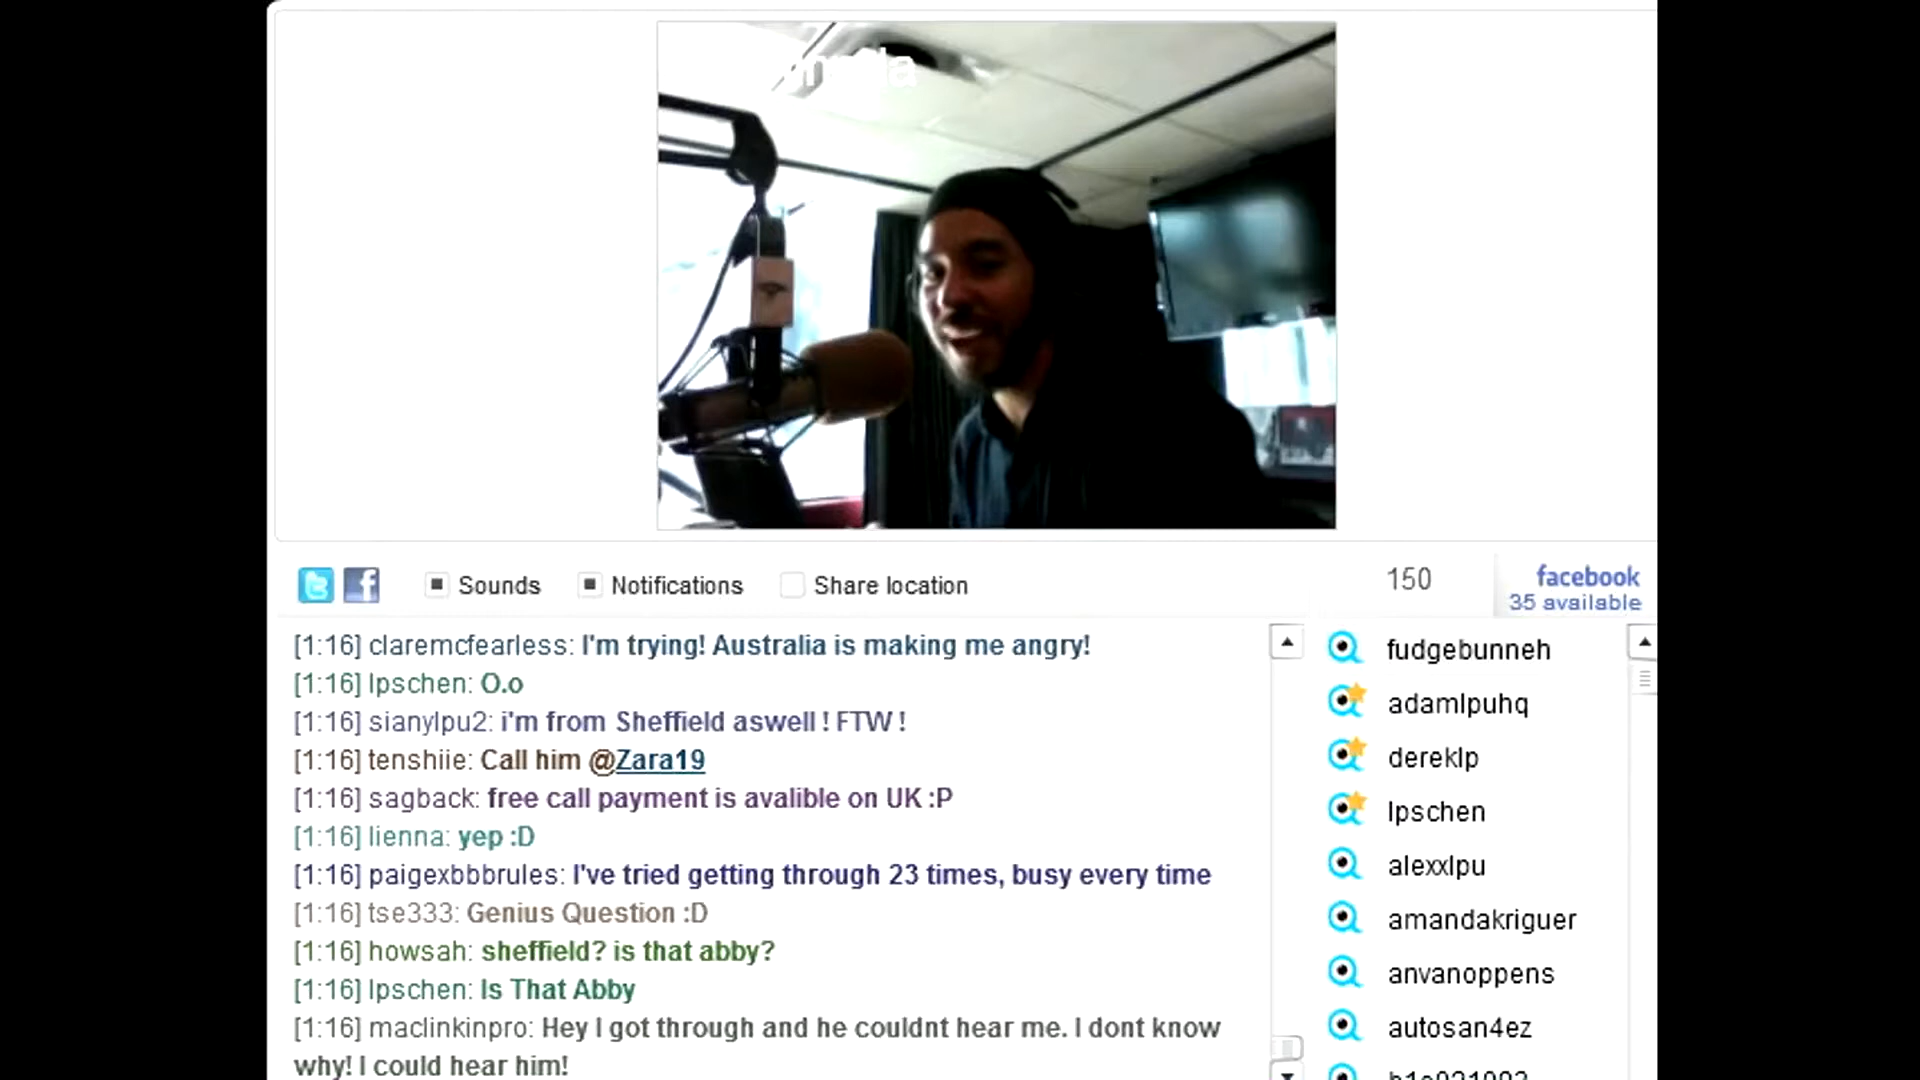 Sounds
Notifications
Share location
150
facebook
35 available
[1:16] claremcfearless: I'm trying! Australia is making me angry!
[1:16] lpschen: O.o
[1:16] sianylpu2: i'm from Sheffield aswell ! FTW !
[1:16] tenshiie: Call him @Zara19
[1:16] sagback: free call payment is avalible on UK :P
[1:16] lienna: yep :D
[1:16] paigexbbbrules: I've tried getting through 23 times, busy every time
[1:16] tse333: Genius Question :D
[1:16] howsah: sheffield? is that abby?
[1:16] lpschen: Is That Abby
[1:16] maclinkinpro: Hey I got through and he couldnt hear me. I dont know
why! I could hear him!
fudgebunneh
adamlpuhq
dereklp
lpschen
alexxlpu
amandakriguer
anvanoppens
autosan4ez